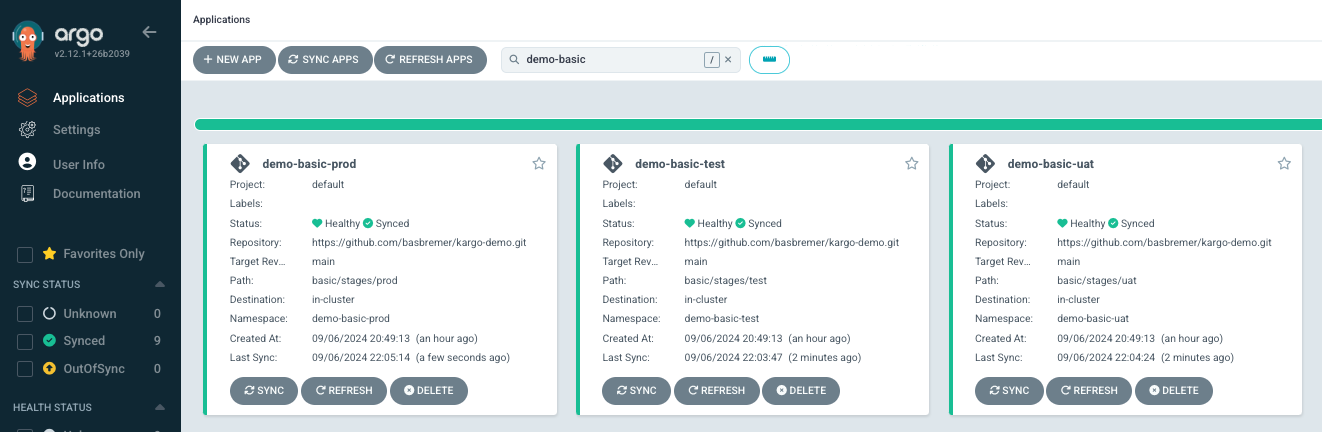 argo
v2.12.1+26b2039
Applications
Settings
User Info
Documentation
Favorites Only
SYNC STATUS
Unknown 0
Synced 9
OutOfSync 0
HEALTH STATUS
Applications
+ NEW APP SYNC APPS REFRESH APPS demo-basic / ×
demo-basic-prod
Project: default
Labels:
Status: Healthy Synced
Repository: https://github.com/basbremer/kargo-demo.git
Target Rev... main
Path: basic/stages/prod
Destination: in-cluster
Namespace: demo-basic-prod
Created At: 09/06/2024 20:49:13 (an hour ago)
Last Sync: 09/06/2024 22:05:14 (a few seconds ago)
SYNC REFRESH DELETE
demo-basic-test
Project: default
Labels:
Status: Healthy Synced
Repository: https://github.com/basbremer/kargo-demo.git
Target Rev... main
Path: basic/stages/test
Destination: in-cluster
Namespace: demo-basic-test
Created At: 09/06/2024 20:49:13 (an hour ago)
Last Sync: 09/06/2024 22:03:47 (2 minutes ago)
SYNC REFRESH DELETE
demo-basic-uat
Project: default
Labels:
Status: Healthy Synced
Repository: https://github.com/basbremer/kargo-demo.git
Target Rev... main
Path: basic/stages/uat
Destination: in-cluster
Namespace: demo-basic-uat
Created At: 09/06/2024 20:49:13 (an hour ago)
Last Sync: 09/06/2024 22:04:24 (2 minutes ago)
SYNC REFRESH DELETE